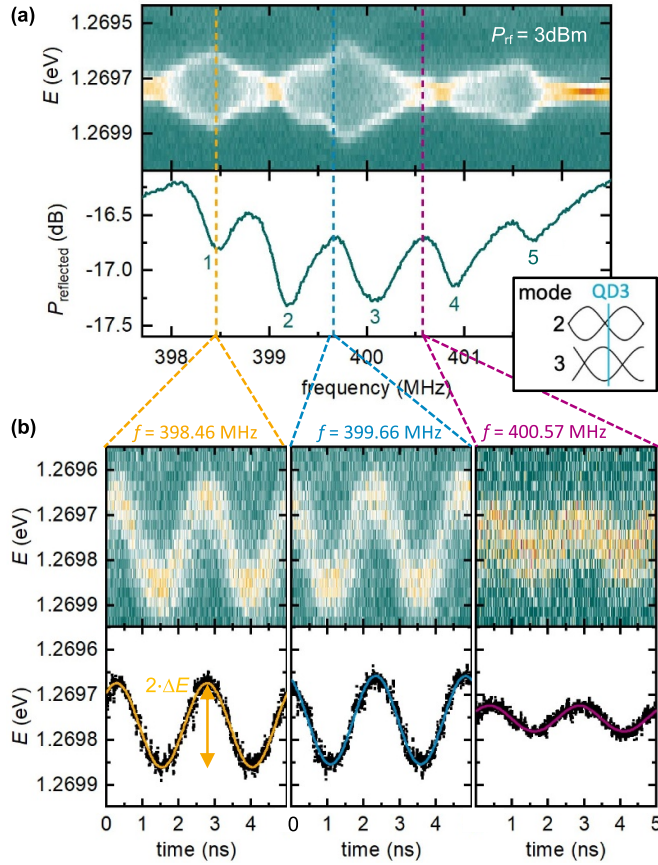 (a)
P_rf = 3dBm
E (eV)
1.2695
1.2697
1.2699
P_reflected (dB)
-16.5
-17.0
-17.5
1
2
3
4
5
398
399
400
401
frequency (MHz)
mode QD3
2
3
(b)
f = 398.46 MHz
f = 399.66 MHz
f = 400.57 MHz
E (eV)
1.2696
1.2697
1.2698
1.2699
E (eV)
1.2696
1.2697
1.2698
1.2699
2·ΔE
0 1 2 3 4
0 1 2 3 4
0 1 2 3 4 5
time (ns)
time (ns)
time (ns)